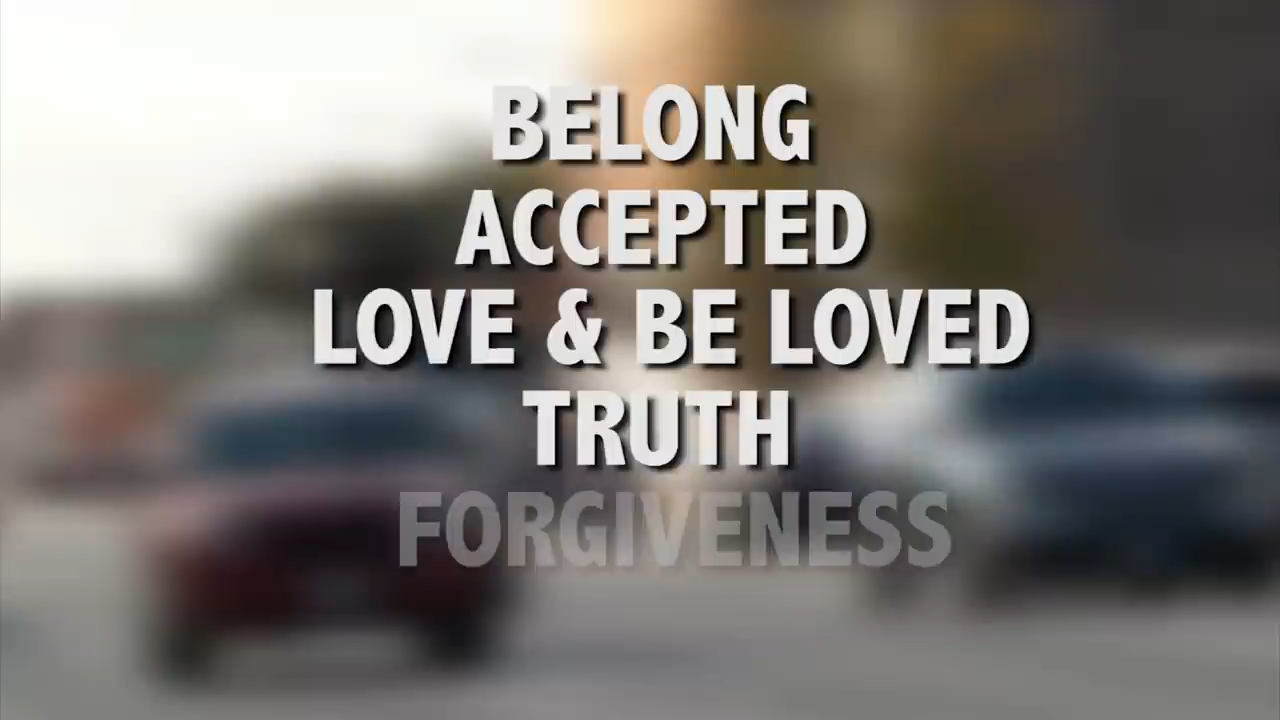 BELONG
ACCEPTED
LOVE & BE LOVED
TRUTH
FORGIVENESS